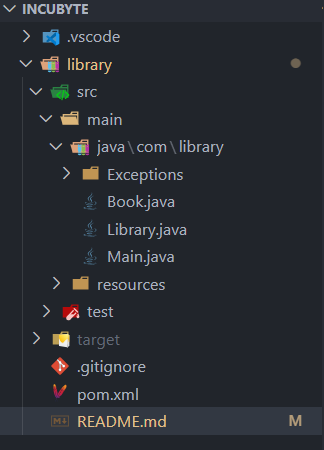 INCUBYTE
.vscode
library
src
main
java\com\library
Exceptions
Book.java
Library.java
Main.java
resources
test
target
.gitignore
pom.xml
README.md M